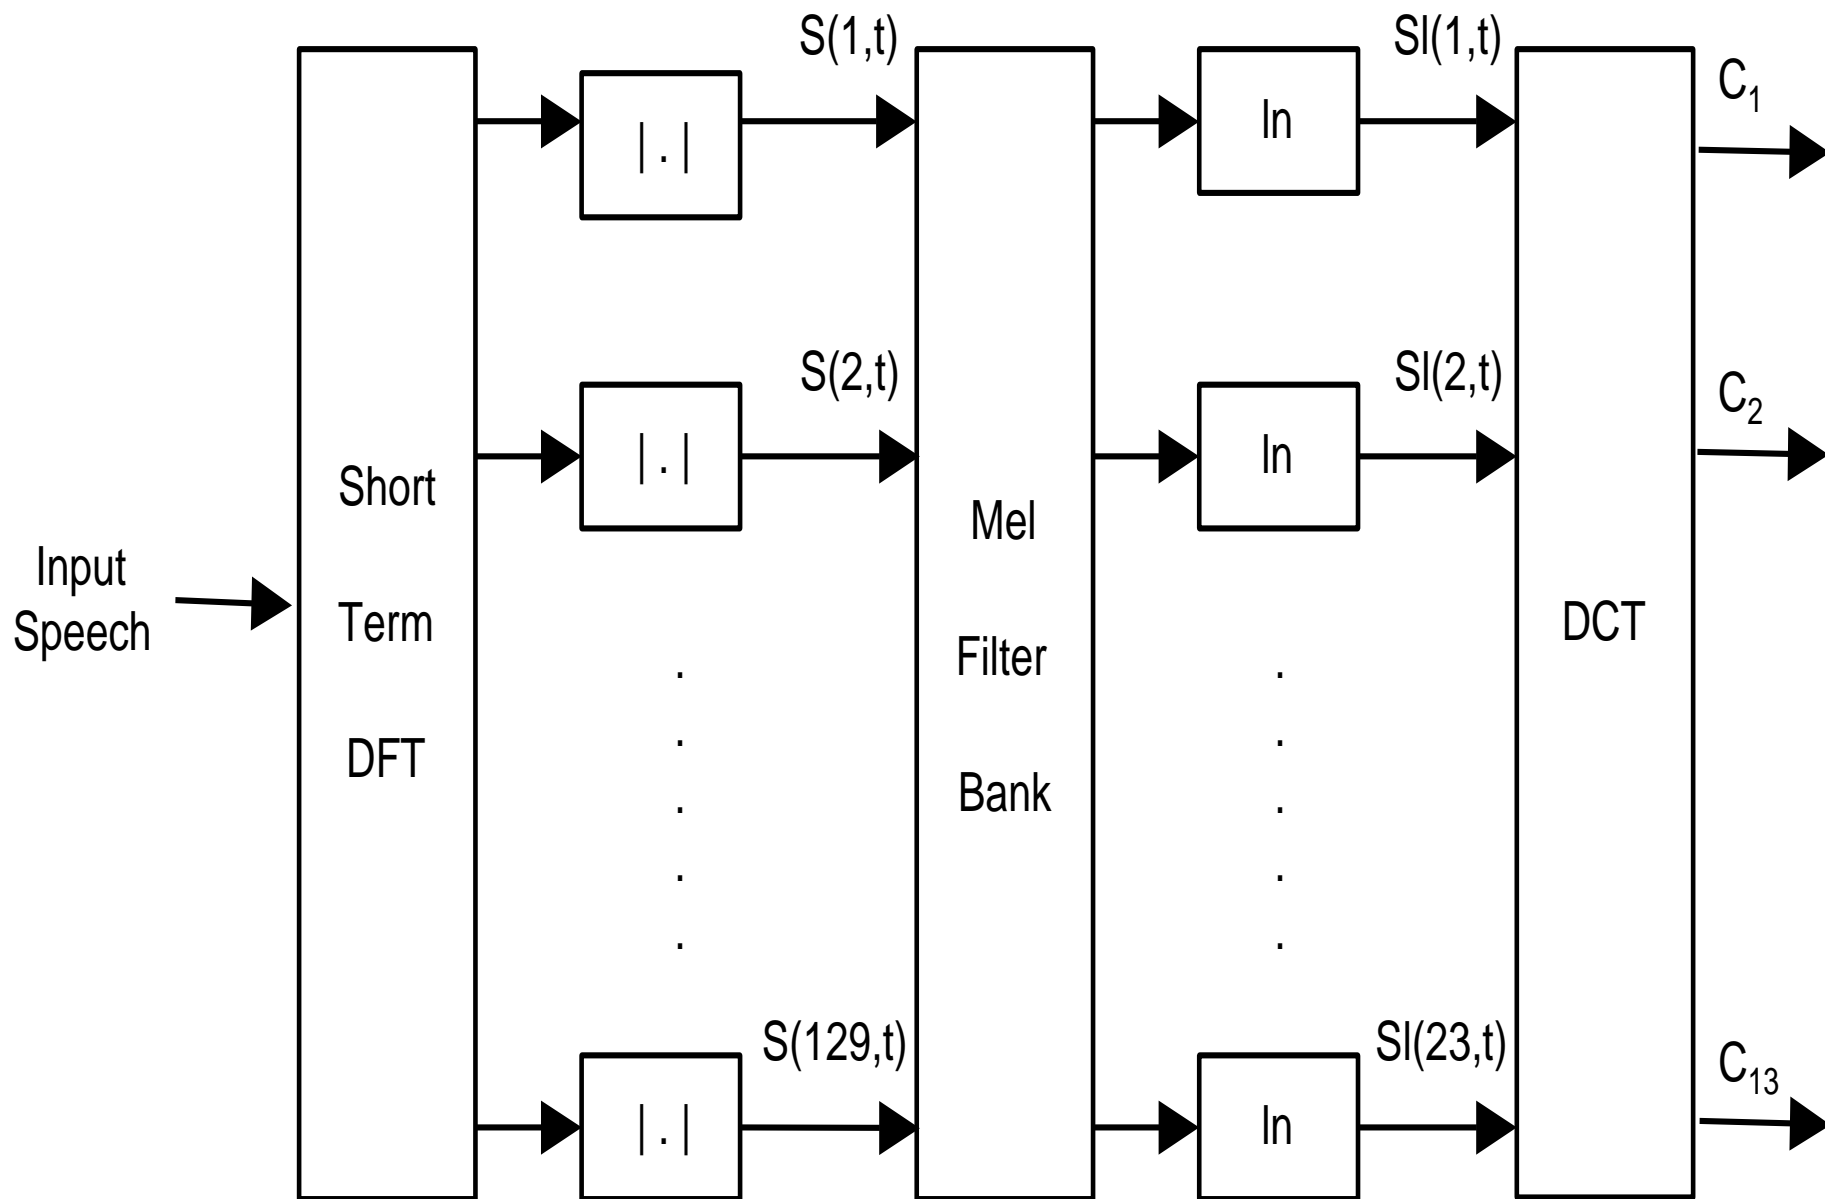 Input
Speech
Short
Term
DFT
| . |
| . |
.
.
.
.
.
| . |
S(1,t)
S(2,t)
S(129,t)
Mel
Filter
Bank
ln
ln
.
.
.
.
.
ln
Sl(1,t)
Sl(2,t)
Sl(23,t)
DCT
C₁
C₂
C₁₃